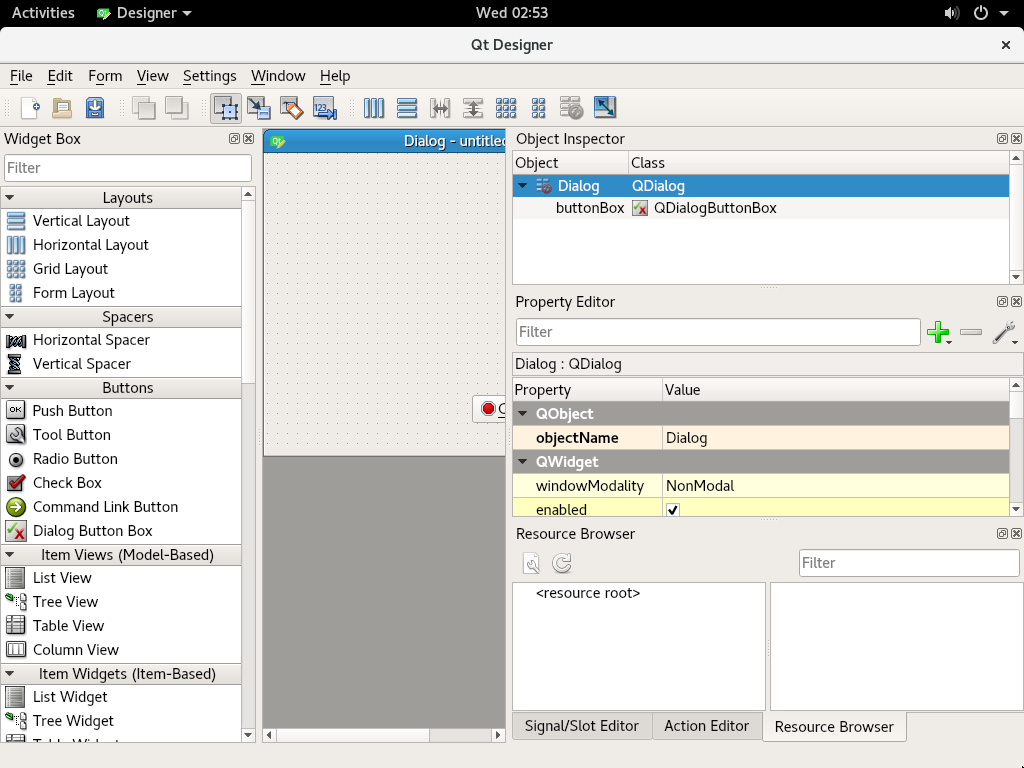 Activities Designer Wed 02:53
Qt Designer
File Edit Form View Settings Window Help
Widget Box
Filter
Layouts
Vertical Layout
Horizontal Layout
Grid Layout
Form Layout
Spacers
Horizontal Spacer
Vertical Spacer
Buttons
Push Button
Tool Button
Radio Button
Check Box
Command Link Button
Dialog Button Box
Item Views (Model-Based)
List View
Tree View
Table View
Column View
Item Widgets (Item-Based)
List Widget
Tree Widget
Dialog - untitled
Object Inspector
Object Class
Dialog QDialog
buttonBox QDialogButtonBox
Property Editor
Filter
Dialog : QDialog
Property Value
QObject
objectName Dialog
QWidget
windowModality NonModal
enabled
Resource Browser
Filter
<resource root>
Signal/Slot Editor Action Editor Resource Browser